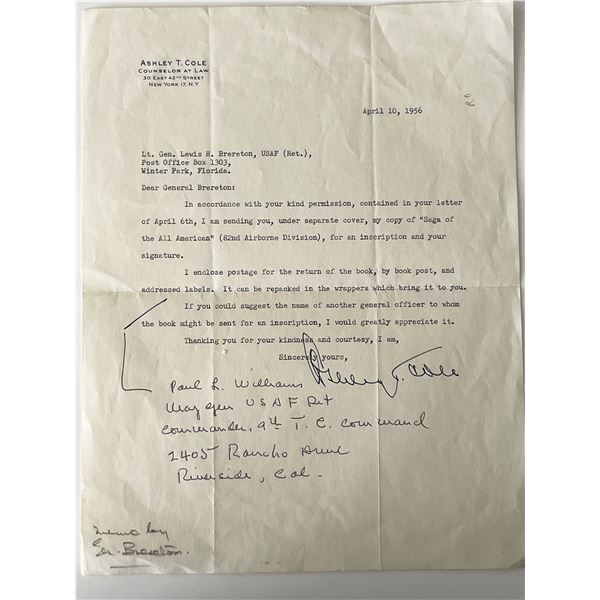 ASHLEY T. COLE
COUNSELOR AT LAW
30 EAST 42ND STREET
NEW YORK 17, N.Y.
April 10, 1956
Lt. Gen. Lewis H. Brereton, USAF (Ret.),
Post Office Box 1303,
Winter Park, Florida.
Dear General Brereton:
In accordance with your kind permission, contained in your letter
of April 6th, I am sending you, under separate cover, my copy of "Saga of
the All American" (82nd Airborne Division), for an inscription and your
signature.
I enclose postage for the return of the book, by book post, and
addressed labels. It can be repacked in the wrappers which bring it to you.
If you could suggest the name of another general officer to whom
the book might be sent for an inscription, I would greatly appreciate it.
Thanking you for your kindness and courtesy, I am,
Sincerely yours,
Ashley T. Cole
Paul L. Williams
Maj Gen USAF Ret
Commander, 9th T. C. Command
2405 Rancho Drive
Riverside, Cal.
Memo by
Gen. Brereton.